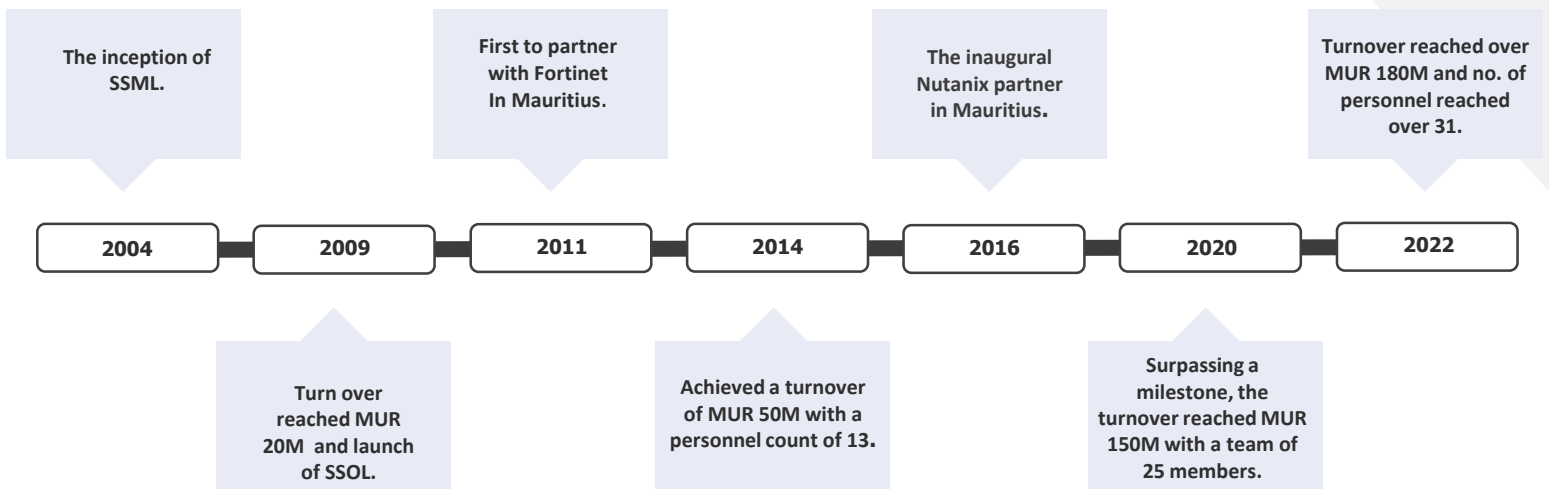 The inception of
SSML.
First to partner
with Fortinet
In Mauritius.
The inaugural
Nutanix partner
in Mauritius.
Turnover reached over
MUR 180M and no. of
personnel reached
over 31.
2004
2009
2011
2014
2016
2020
2022
Turn over
reached MUR
20M and launch
of SSOL.
Achieved a turnover
of MUR 50M with a
personnel count of 13.
Surpassing a
milestone, the
turnover reached MUR
150M with a team of
25 members.